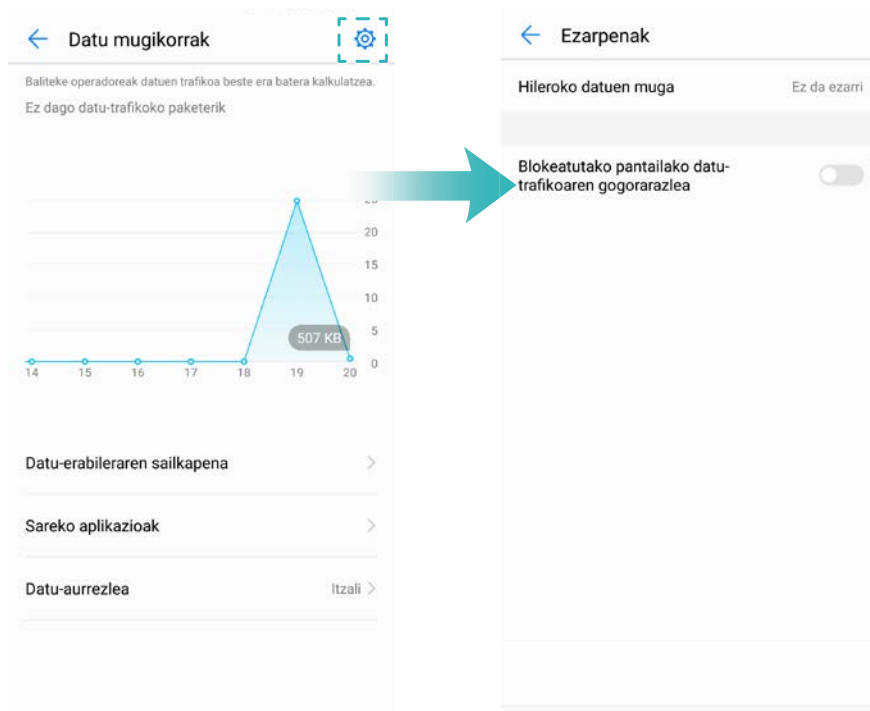 Datu mugikorrak
Baliteke operadoreak datuen trafikoa beste era batera kalkulatzea.
Ez dago datu-trafikoko paketerik
20
15
10
5
0
507 KB
14 15 16 17 18 19 20
Datu-erabileraren sailkapena
Sareko aplikazioak
Datu-aurrezlea Itzali
Ezarpenak
Hileroko datuen muga Ez da ezarri
Blokeatutako pantailako datu-
trafikoaren gogorarazlea